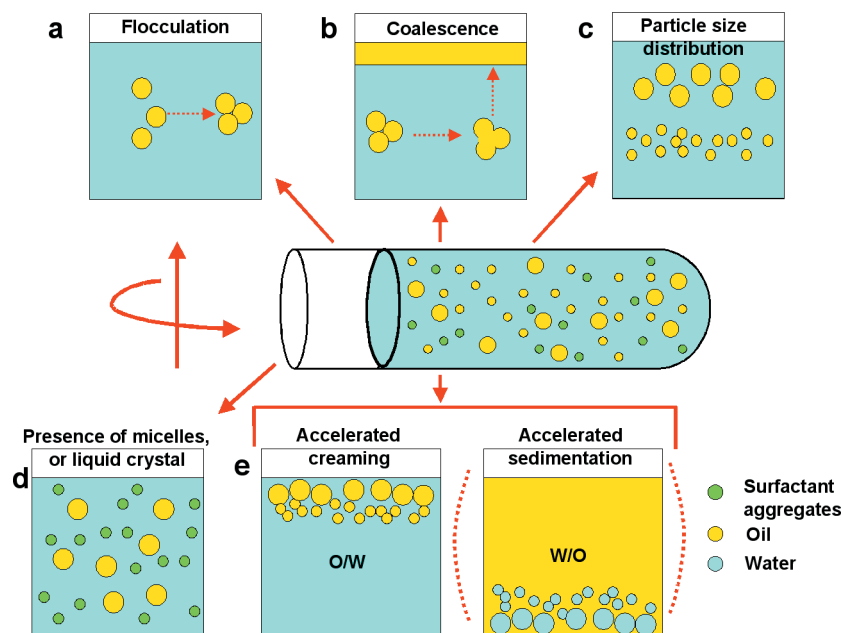 a
Flocculation
b
Coalescence
c
Particle size
distribution
d
Presence of micelles,
or liquid crystal
e
Accelerated
creaming
O/W
Accelerated
sedimentation
W/O
Surfactant
aggregates
Oil
Water